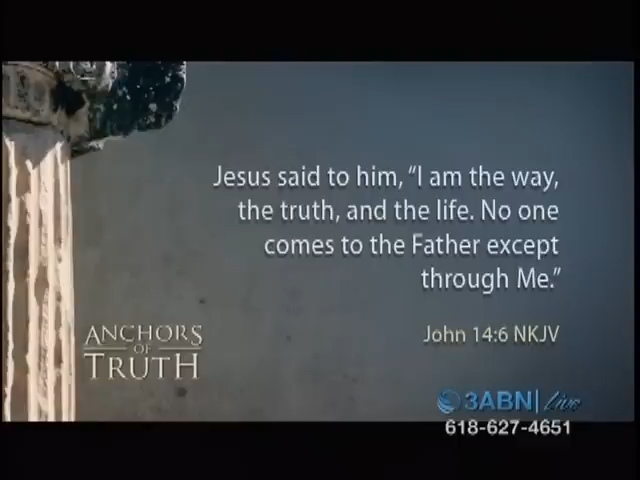 Jesus said to him, “I am the way,
the truth, and the life. No one
comes to the Father except
through Me.”
John 14:6 NKJV
ANCHORS
OF
TRUTH
3ABN| Live
618-627-4651